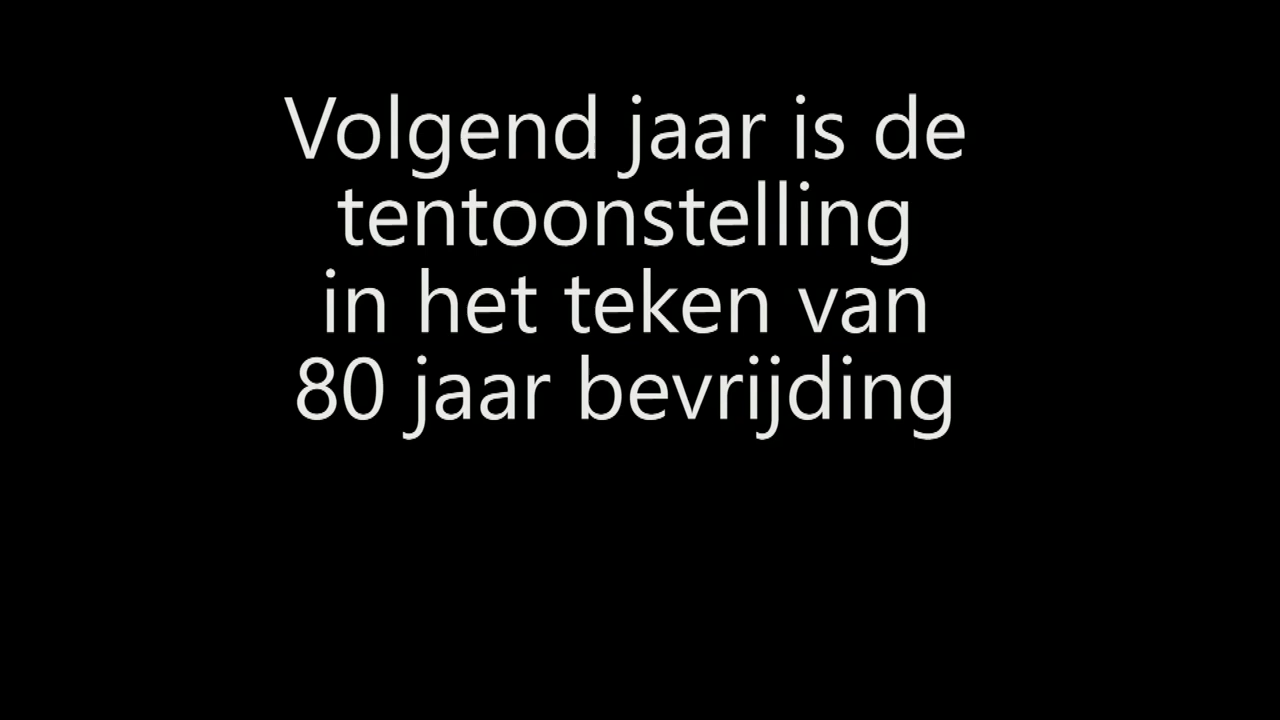 Volgend jaar is de
tentoonstelling
in het teken van
80 jaar bevrijding